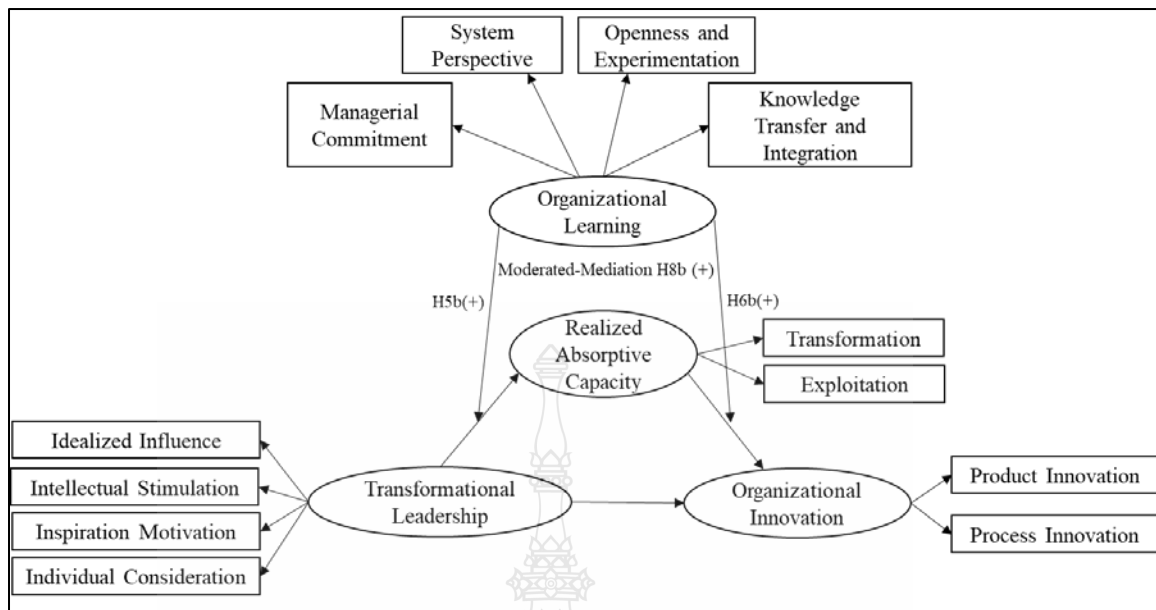 System
Perspective
Openness and
Experimentation
Managerial
Commitment
Knowledge
Transfer and
Integration
Organizational
Learning
Moderated-Mediation H8b (+)
H5b(+)
H6b(+)
Realized
Absorptive
Capacity
Transformation
Exploitation
Idealized Influence
Intellectual Stimulation
Inspiration Motivation
Individual Consideration
Transformational
Leadership
Organizational
Innovation
Product Innovation
Process Innovation